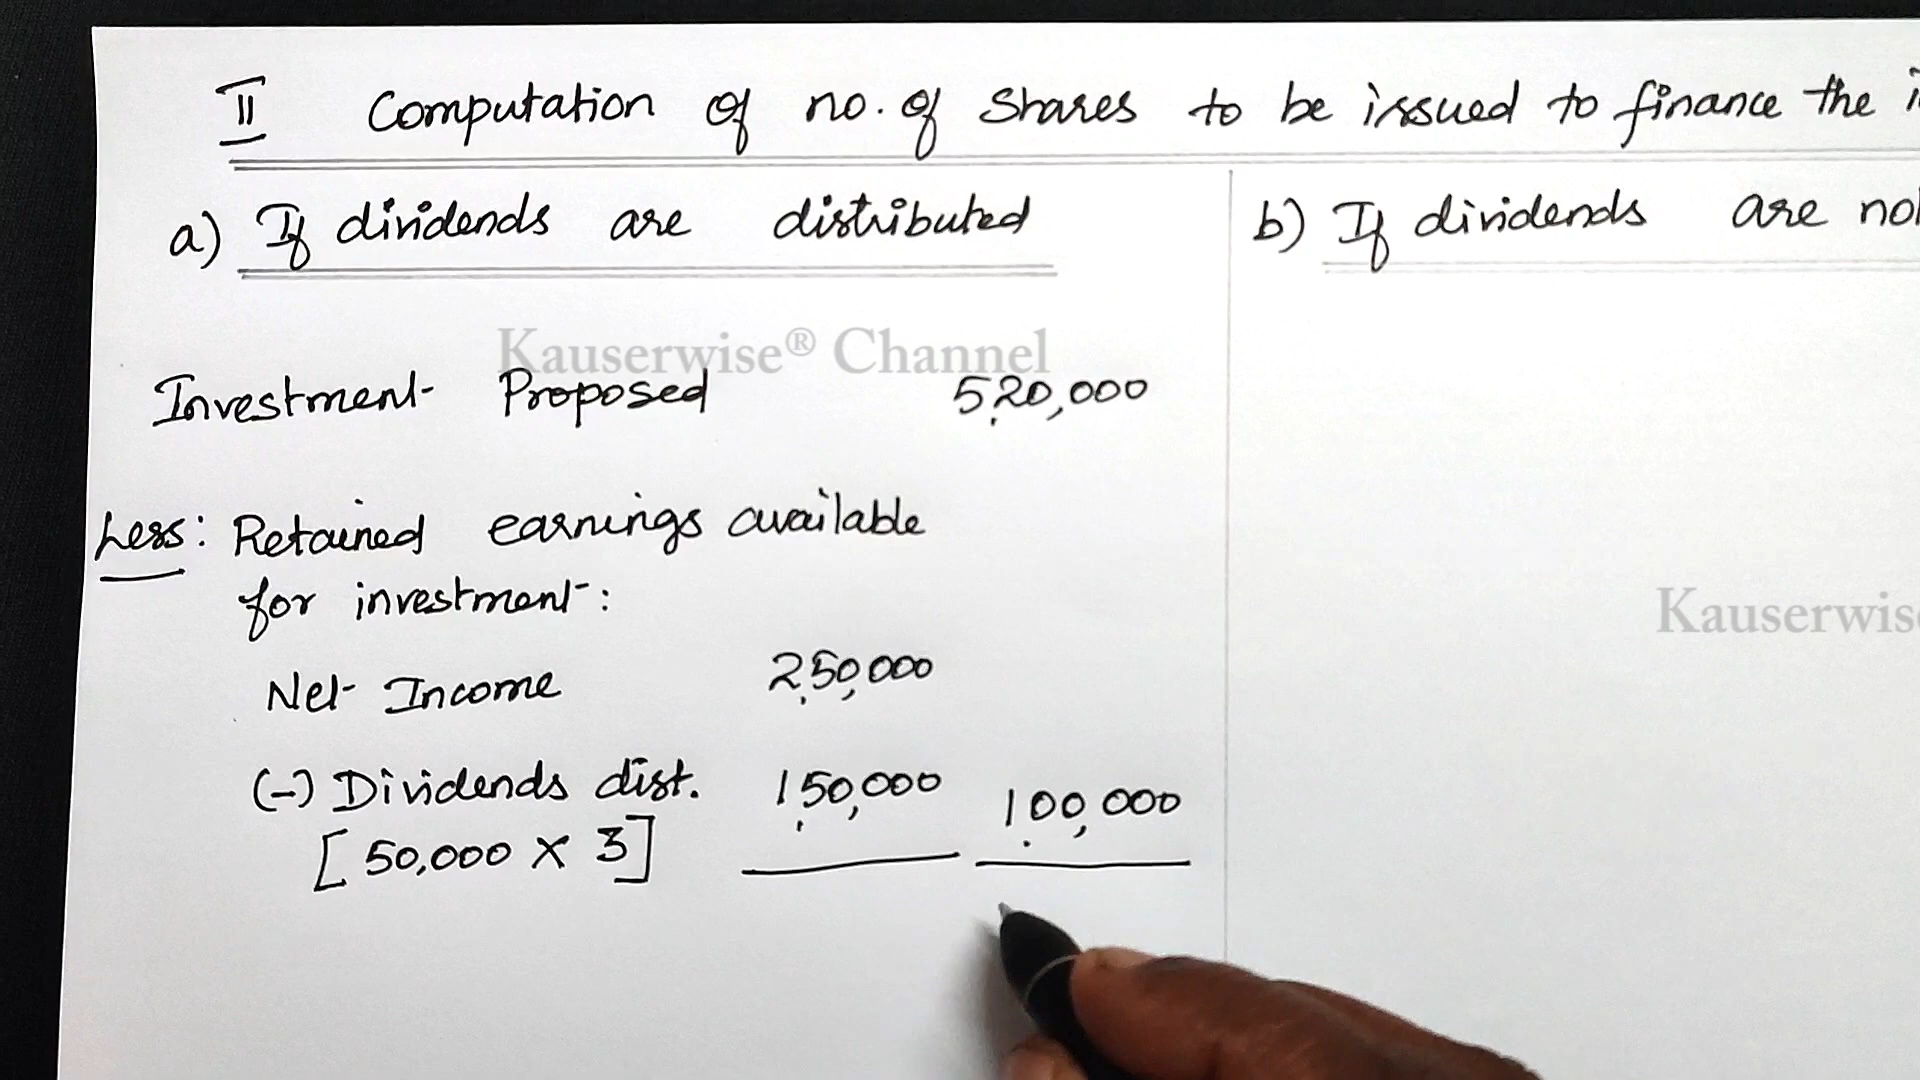 II Computation of no. of Shares to be issued to finance the
a) If dividends are distributed
b) If dividends are
Kauserwise® Channel
Investment Proposed 5,20,000
Less: Retained earnings available
for investment:
Kauserwis
Net Income 2,50,000
(-) Dividends dist. 1,50,000 1,00,000
[50,000 × 3]